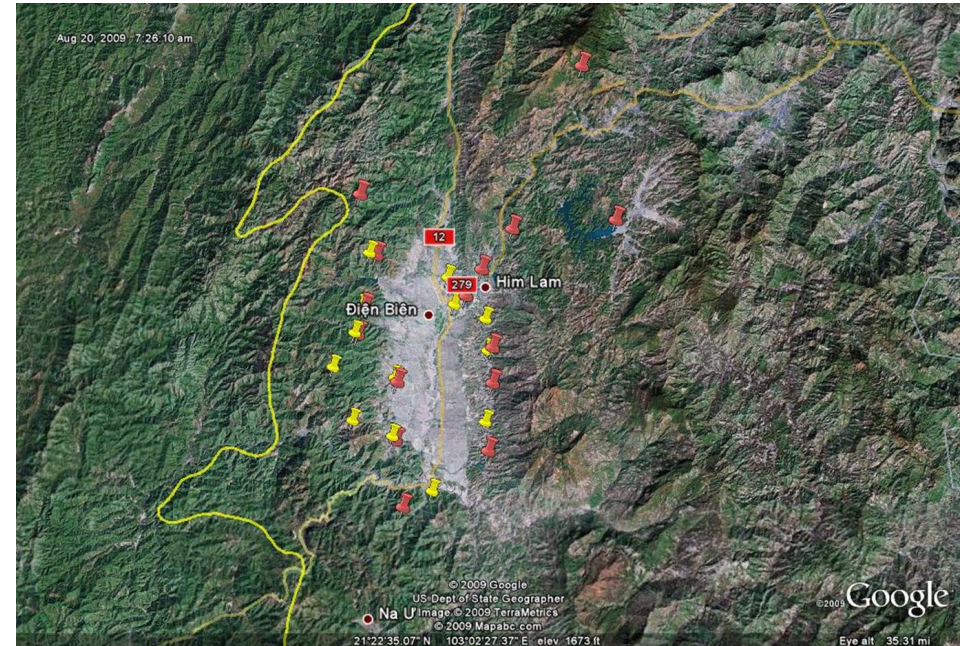 Aug 20, 2009 7:26:10 am
12
279
Him Lam
Điện Biên
© 2009 Google
US Dept of State Geographer
Na Ư
Image © 2009 TerraMetrics
© 2009 Mapabc.com
©2009 Google
21°22'35.07" N 103°02'27.37" E elev 1673 ft
Eye alt 35.31 mi